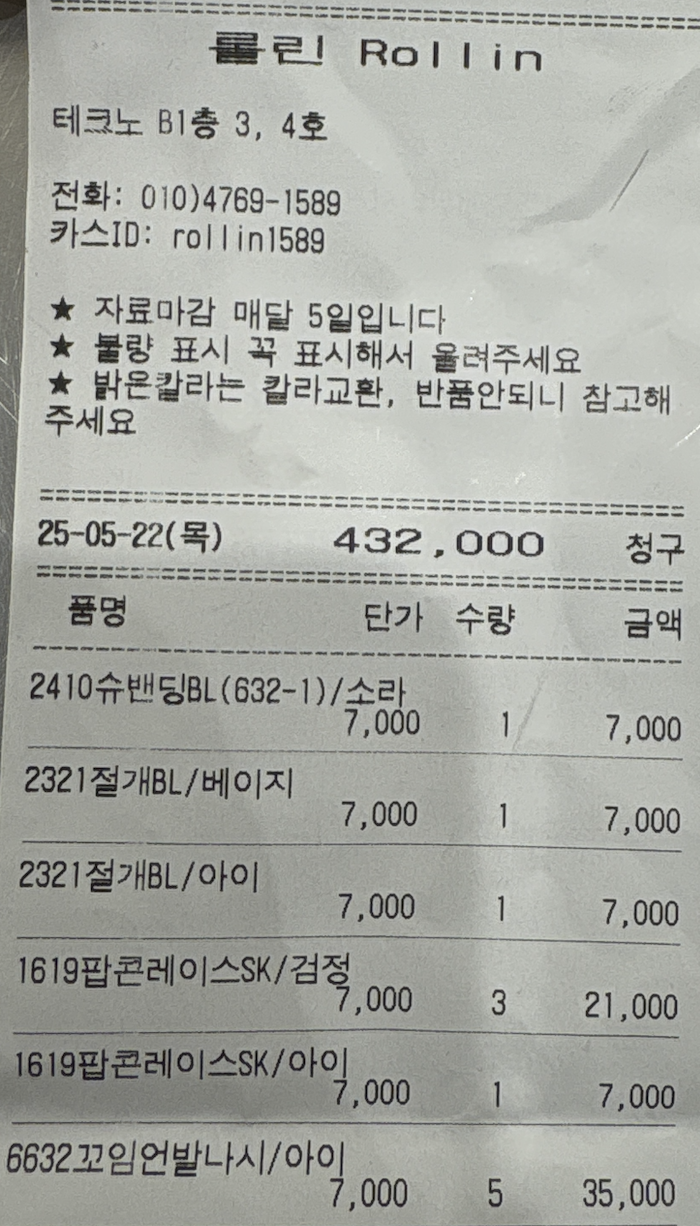 롤린 Rollin
테크노 B1층 3, 4호
전화: 010)4769-1589
카스ID: rollin1589
★ 자료마감 매달 5일입니다
★ 불량 표시 꼭 표시해서 올려주세요
★ 밝은칼라는 칼라교환, 반품안되니 참고해
주세요
25-05-22(목) 432,000 청구
품명 단가 수량 금액
2410슈밴딩BL(632-1)/소라
7,000 1 7,000
2321절개BL/베이지
7,000 1 7,000
2321절개BL/아이
7,000 1 7,000
1619팝콘레이스SK/검정
7,000 3 21,000
1619팝콘레이스SK/아이
7,000 1 7,000
6632꼬임언발나시/아이
7,000 5 35,000